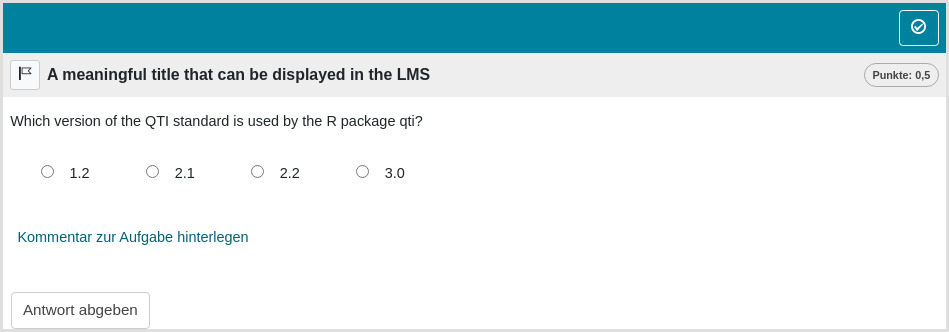 A meaningful title that can be displayed in the LMS Punkte: 0,5
Which version of the QTI standard is used by the R package qti?
1.2 2.1 2.2 3.0
Kommentar zur Aufgabe hinterlegen
Antwort abgeben